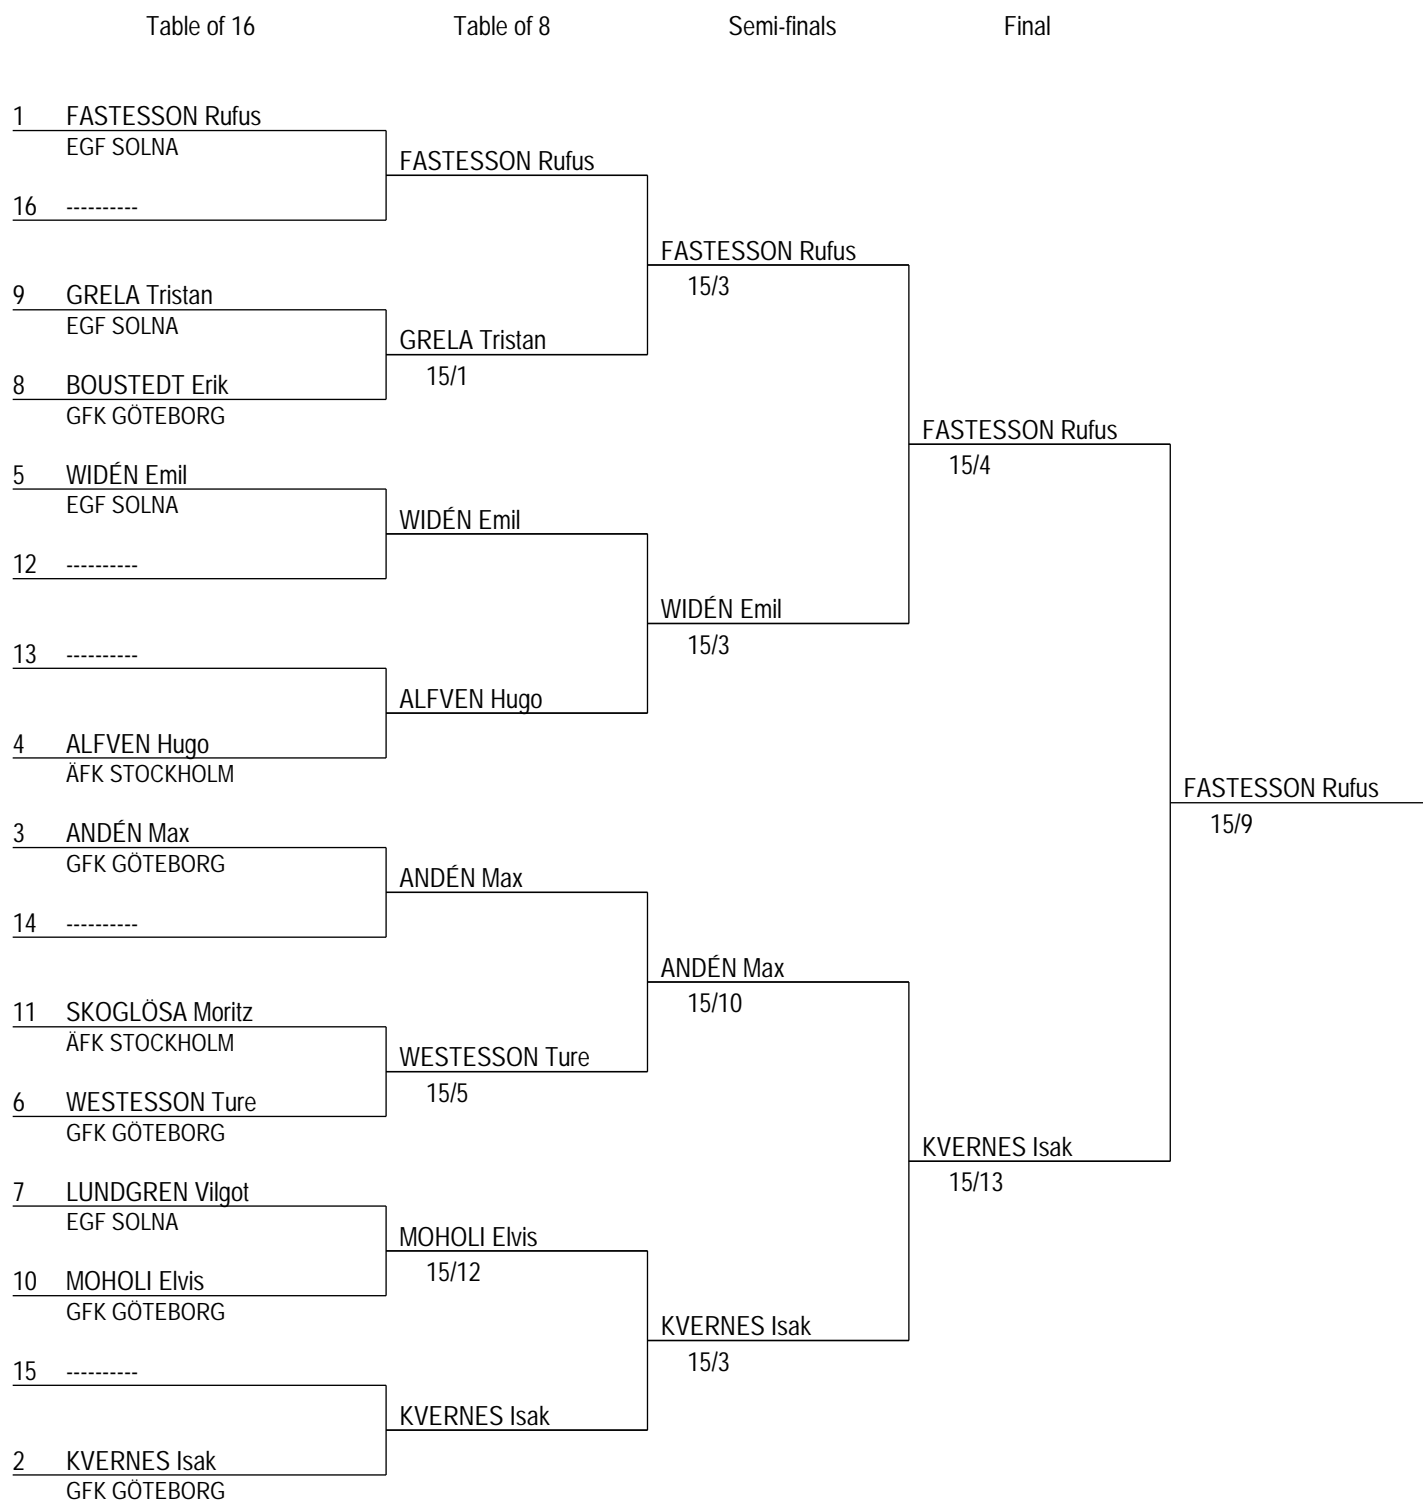 Table of 16 Table of 8 Semi-finals Final
1 FASTESSON Rufus
EGF SOLNA
FASTESSON Rufus
16 ----------
FASTESSON Rufus
15/3
9 GRELA Tristan
EGF SOLNA
GRELA Tristan
15/1
8 BOUSTEDT Erik
GFK GÖTEBORG
FASTESSON Rufus
15/4
5 WIDÉN Emil
EGF SOLNA
WIDÉN Emil
12 ----------
WIDÉN Emil
15/3
13 ----------
ALFVEN Hugo
4 ALFVEN Hugo
ÄFK STOCKHOLM
FASTESSON Rufus
15/9
3 ANDÉN Max
GFK GÖTEBORG
ANDÉN Max
14 ----------
ANDÉN Max
15/10
11 SKOGLÖSA Moritz
ÄFK STOCKHOLM
WESTESSON Ture
15/5
6 WESTESSON Ture
GFK GÖTEBORG
KVERNES Isak
15/13
7 LUNDGREN Vilgot
EGF SOLNA
MOHOLI Elvis
15/12
10 MOHOLI Elvis
GFK GÖTEBORG
KVERNES Isak
15/3
15 ----------
KVERNES Isak
2 KVERNES Isak
GFK GÖTEBORG